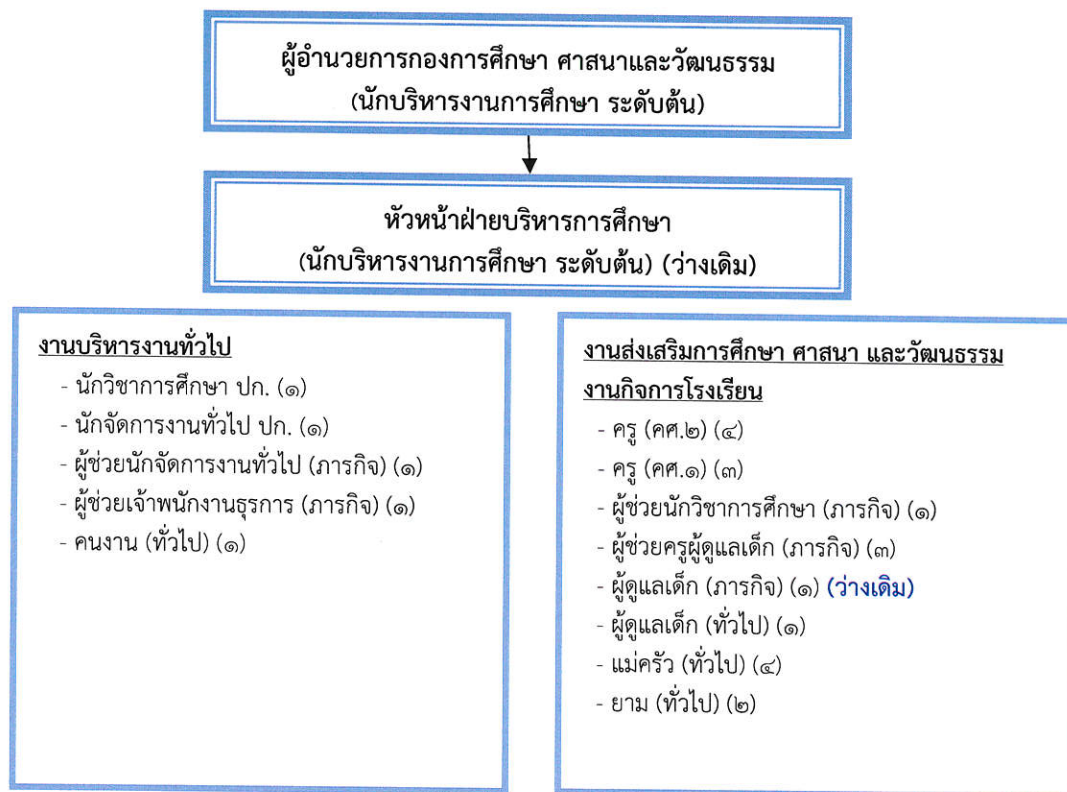 ผู้อำนวยการกองการศึกษา ศาสนาและวัฒนธรรม
(นักบริหารงานการศึกษา ระดับต้น)
หัวหน้าฝ่ายบริหารการศึกษา
(นักบริหารงานการศึกษา ระดับต้น) (ว่างเดิม)
งานบริหารงานทั่วไป
- นักวิชาการศึกษา ปก. (๑)
- นักจัดการงานทั่วไป ปก. (๑)
- ผู้ช่วยนักจัดการงานทั่วไป (ภารกิจ) (๑)
- ผู้ช่วยเจ้าพนักงานธุรการ (ภารกิจ) (๑)
- คนงาน (ทั่วไป) (๑)
งานส่งเสริมการศึกษา ศาสนา และวัฒนธรรม
งานกิจการโรงเรียน
- ครู (คศ.๒) (๔)
- ครู (คศ.๑) (๓)
- ผู้ช่วยนักวิชาการศึกษา (ภารกิจ) (๑)
- ผู้ช่วยครูผู้ดูแลเด็ก (ภารกิจ) (๓)
- ผู้ดูแลเด็ก (ภารกิจ) (๑) (ว่างเดิม)
- ผู้ดูแลเด็ก (ทั่วไป) (๑)
- แม่ครัว (ทั่วไป) (๔)
- ยาม (ทั่วไป) (๒)